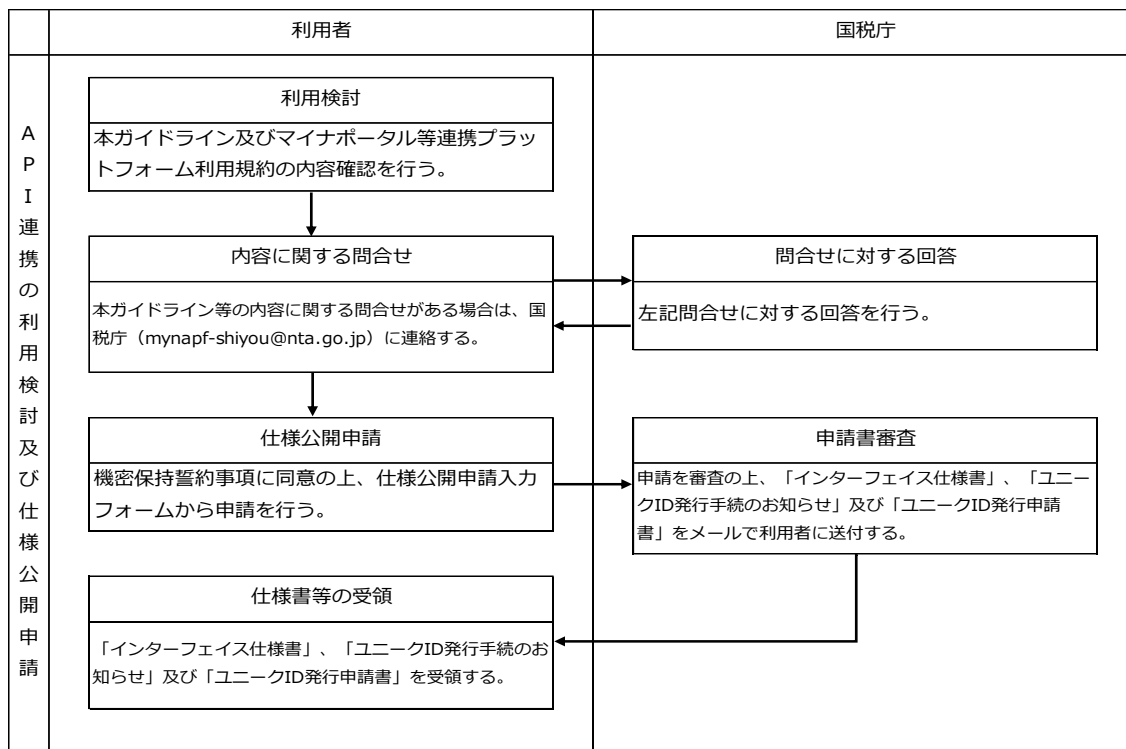 利用者
国税庁
API連携の利用検討及び仕様公開申請
利用検討
本ガイドライン及びマイナポータル等連携プラッ
トフォーム利用規約の内容確認を行う。
内容に関する問合せ
本ガイドライン等の内容に関する問合せがある場合は、国
税庁（mynapf-shiyou@nta.go.jp）に連絡する。
問合せに対する回答
左記問合せに対する回答を行う。
仕様公開申請
機密保持誓約事項に同意の上、仕様公開申請入力
フォームから申請を行う。
申請書審査
申請を審査の上、「インターフェイス仕様書」、「ユニー
クID発行手続のお知らせ」及び「ユニークID発行申請
書」をメールで利用者に送付する。
仕様書等の受領
「インターフェイス仕様書」、「ユニークID発行手続のお
知らせ」及び「ユニークID発行申請書」を受領する。